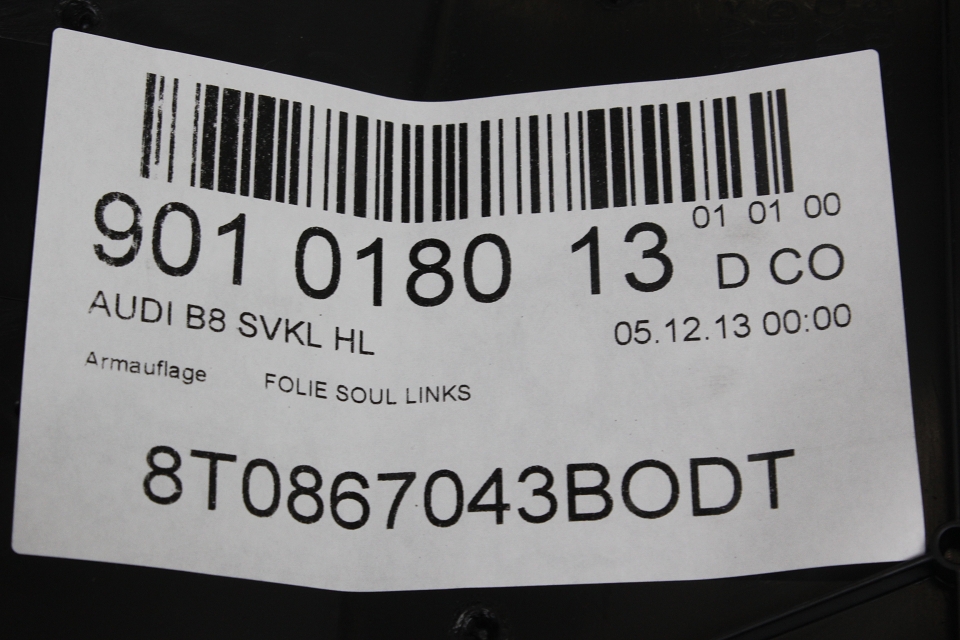 01 01 00
901 0180 13 D CO
AUDI B8 SVKL HL 05.12.13 00:00
Armauflage FOLIE SOUL LINKS
8T0867043BODT